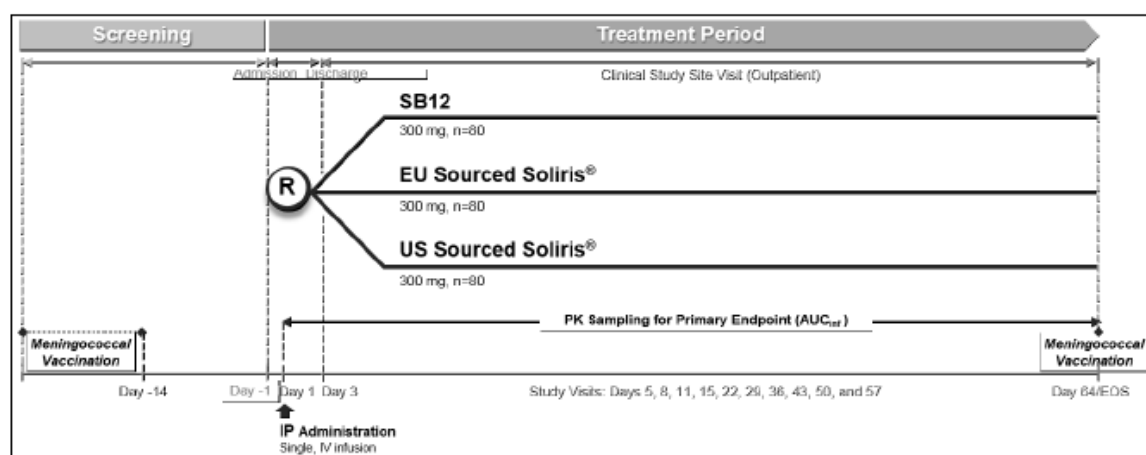 Screening
Treatment Period
Admission Discharge
Clinical Study Site Visit (Outpatient)
SB12
300 mg, n=80
R
EU Sourced Soliris®
300 mg, n=80
US Sourced Soliris®
300 mg, n=80
PK Sampling for Primary Endpoint (AUCinf)
Meningococcal
Vaccination
Meningococcal
Vaccination
Day -14
Day -1
Day 1
Day 3
Study Visits: Days 5, 8, 11, 15, 22, 29, 36, 43, 50, and 57
Day 64/EOS
IP Administration
Single, IV infusion